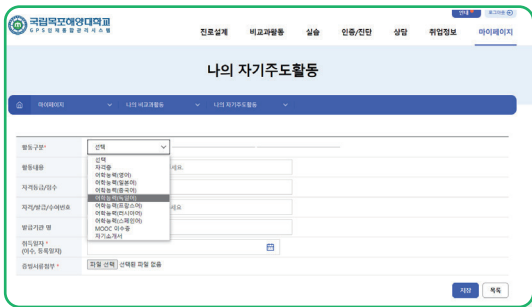 안내
로그아웃
국립목포해양대학교
GPS인재통합관리시스템
진로설계 비교과활동 실습 인증/진단 상담 취업정보 마이페이지
나의 자기주도활동
마이페이지 나의 비교과활동 나의 자기주도활동
활동구분*
선택
선택
자격증
어학능력(영어)
어학능력(일본어)
어학능력(중국어)
어학능력(독일어)
어학능력(프랑스어)
어학능력(러시아어)
어학능력(스페인어)
MOOC 이수증
자기소개서
활동내용
세요.
자격등급/점수
자격/발급/수여번호
세요
발급기관 명
취득일자 *
(이수, 등록일자)
증빙서류첨부 *
파일 선택 선택된 파일 없음
저장 목록